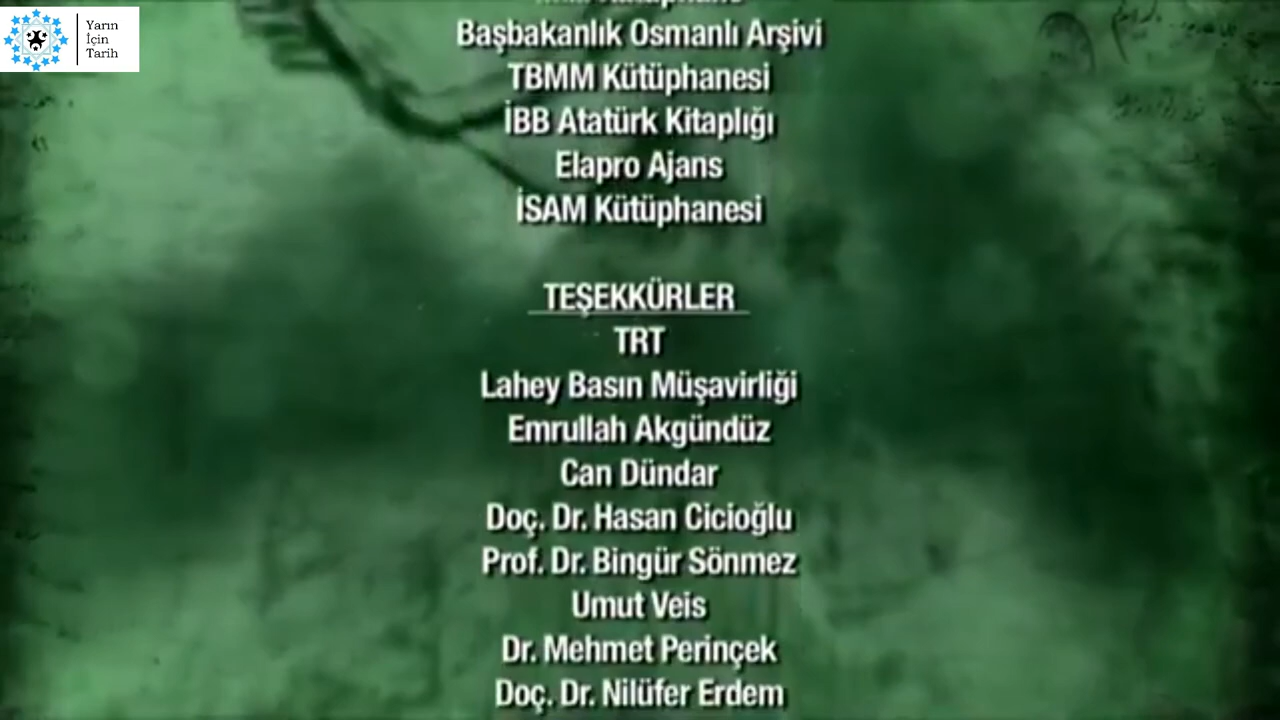 Yarın
İçin
Tarih
Başbakanlık Osmanlı Arşivi
TBMM Kütüphanesi
İBB Atatürk Kitaplığı
Elapro Ajans
İSAM Kütüphanesi
TEŞEKKÜRLER
TRT
Lahey Basın Müşavirliği
Emrullah Akgündüz
Can Dündar
Doç. Dr. Hasan Cicioğlu
Prof. Dr. Bingür Sönmez
Umut Veis
Dr. Mehmet Perinçek
Doç. Dr. Nilüfer Erdem